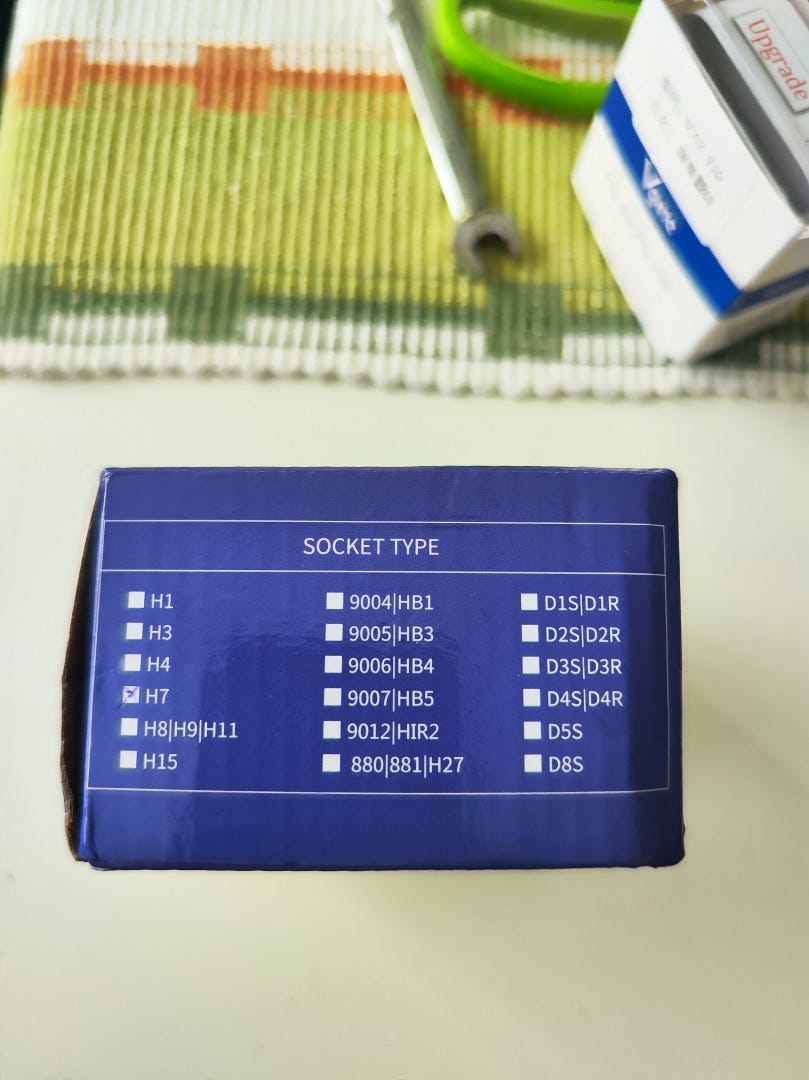 Upgrade
Vgenic
SOCKET TYPE
H1
H3
H4
H7
H8|H9|H11
H15
9004|HB1
9005|HB3
9006|HB4
9007|HB5
9012|HIR2
880|881|H27
D1S|D1R
D2S|D2R
D3S|D3R
D4S|D4R
D5S
D8S